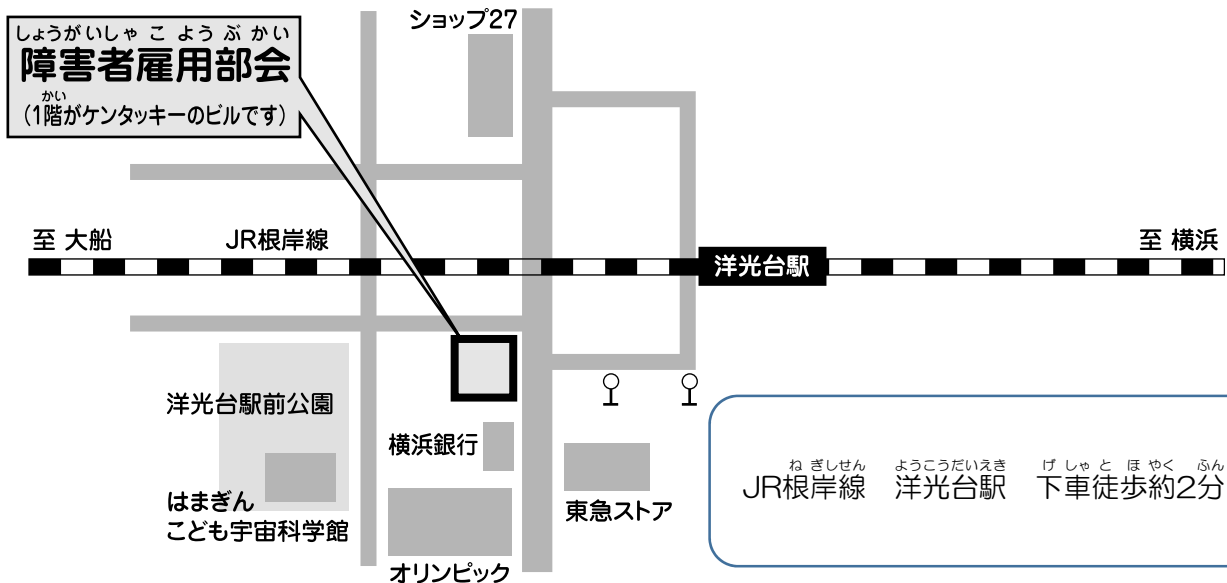 ショップ27
しょうがいしゃこようぶかい
障害者雇用部会
かい
(1階がケンタッキーのビルです)
至 大船
JR根岸線
洋光台駅
至 横浜
洋光台駅前公園
横浜銀行
はまぎん
こども宇宙科学館
東急ストア
オリンピック
ねぎしせん ようこうだいえき げしゃとほやく ふん
JR根岸線 洋光台駅 下車徒歩約2分